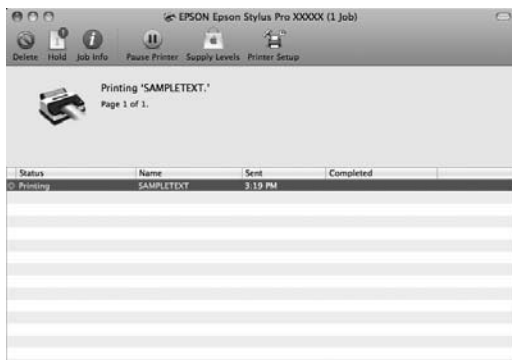 EPSON Epson Stylus Pro XXXXX (1 Job)
Delete Hold Job Info Pause Printer Supply Levels Printer Setup
Printing 'SAMPLETEXT.'
Page 1 of 1.
Status Name Sent Completed
Printing SAMPLETEXT 3:19 PM